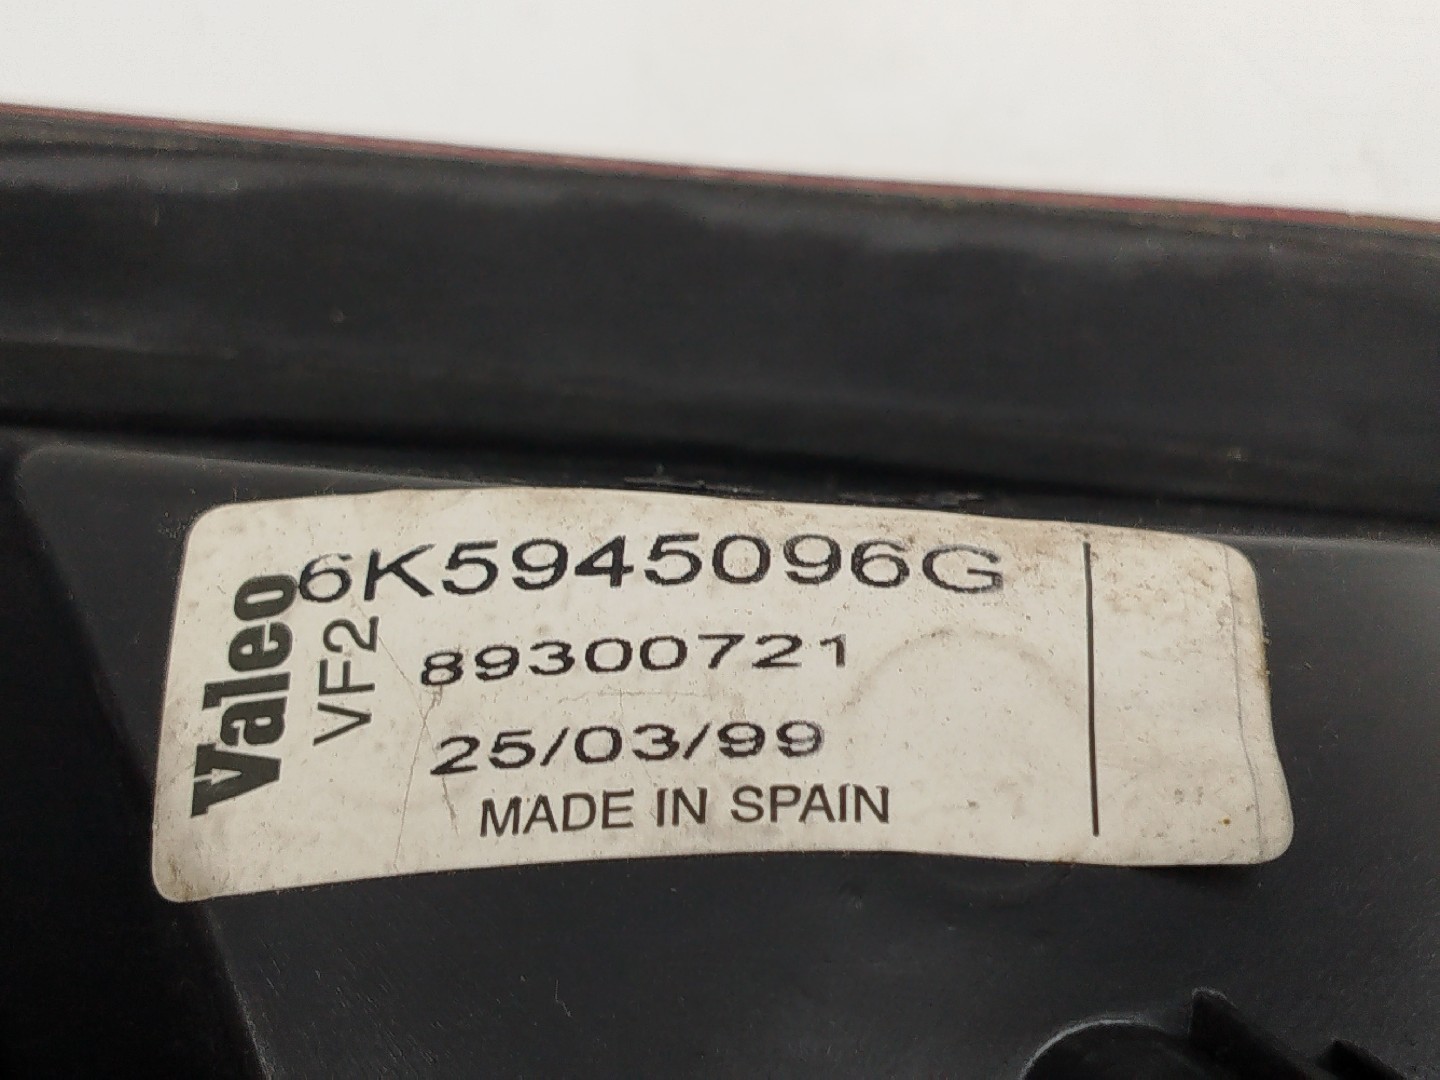 Valeo
VF2
6K5945096G
89300721
25/03/99
MADE IN SPAIN